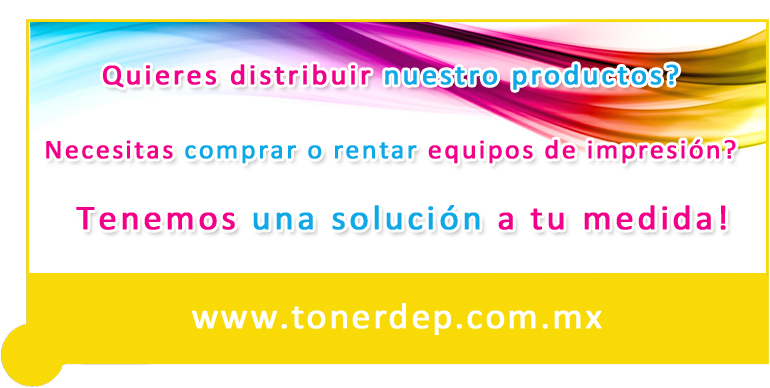 Quieres distribuir nuestro productos?
Necesitas comprar o rentar equipos de impresión?
Tenemos una solución a tu medida!
www.tonerdep.com.mx